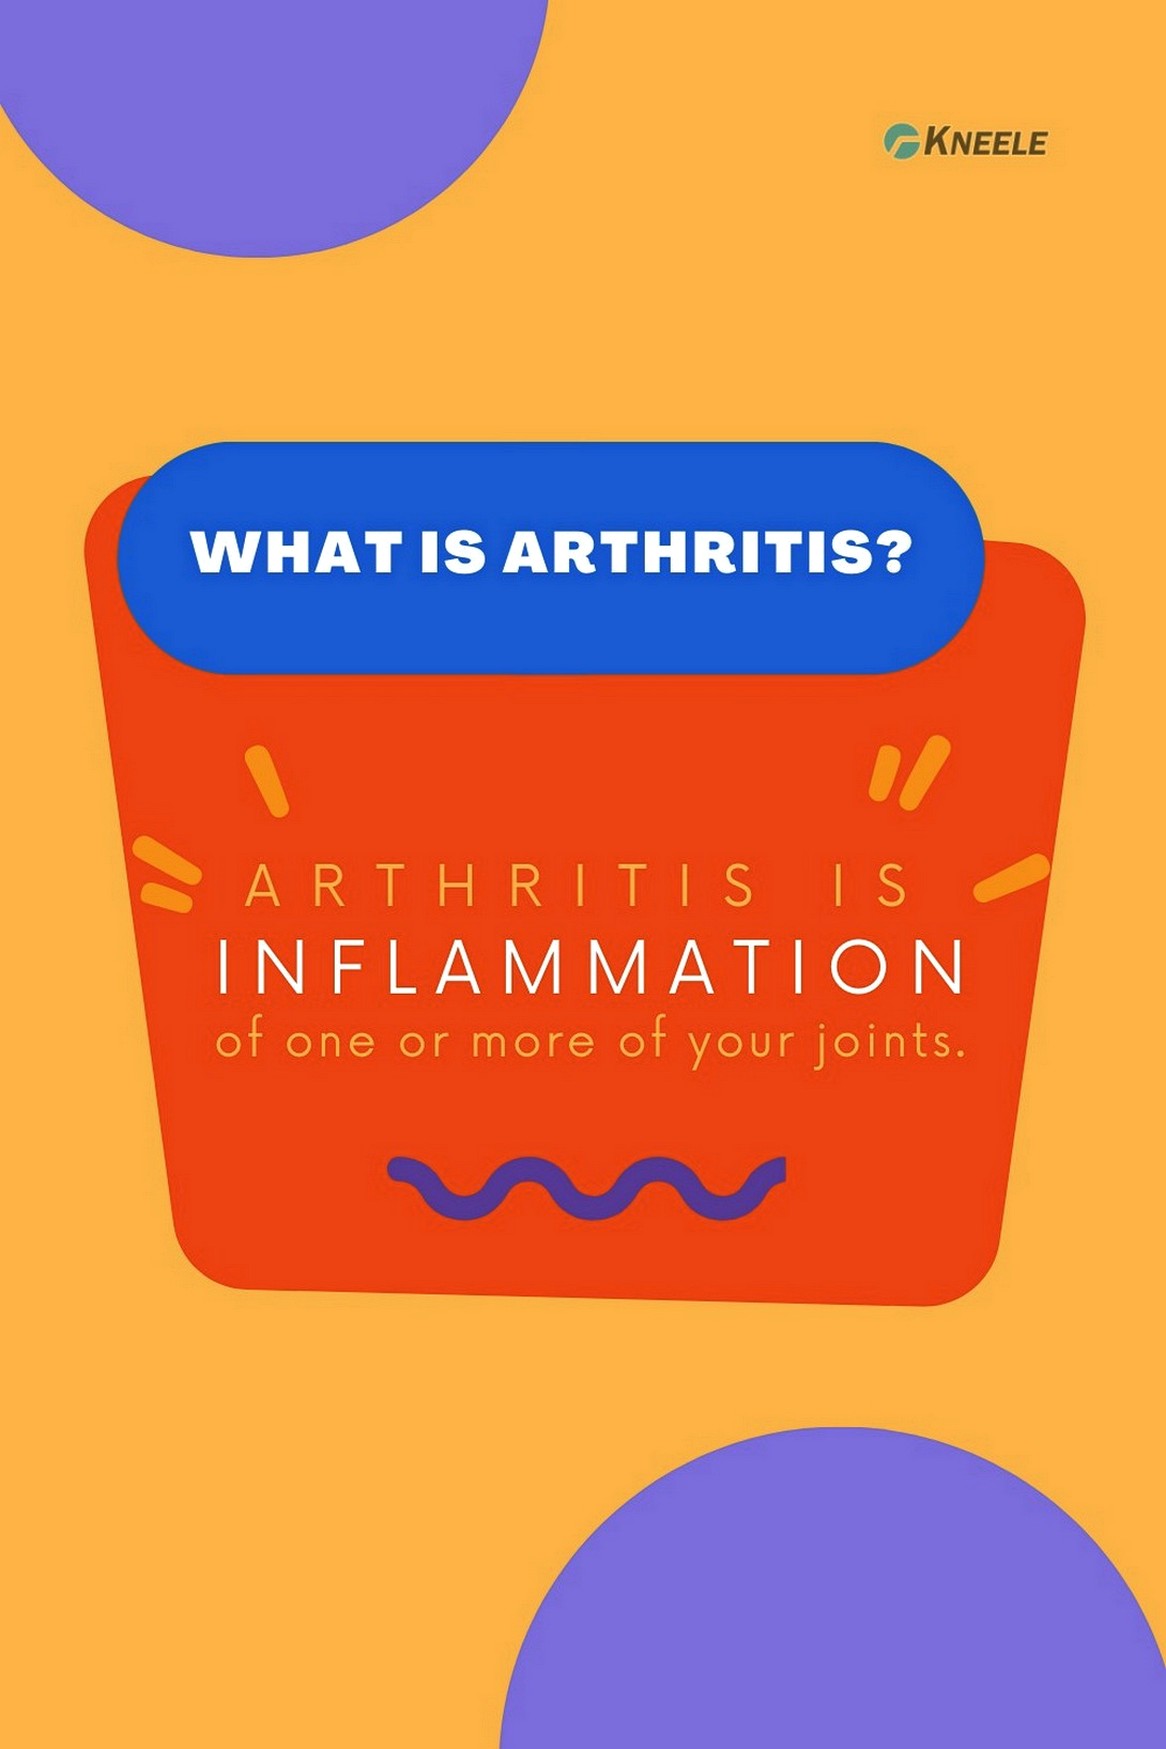 KNEELE
WHAT IS ARTHRITIS?
ARTHRITIS IS
INFLAMMATION
of one or more of your joints.